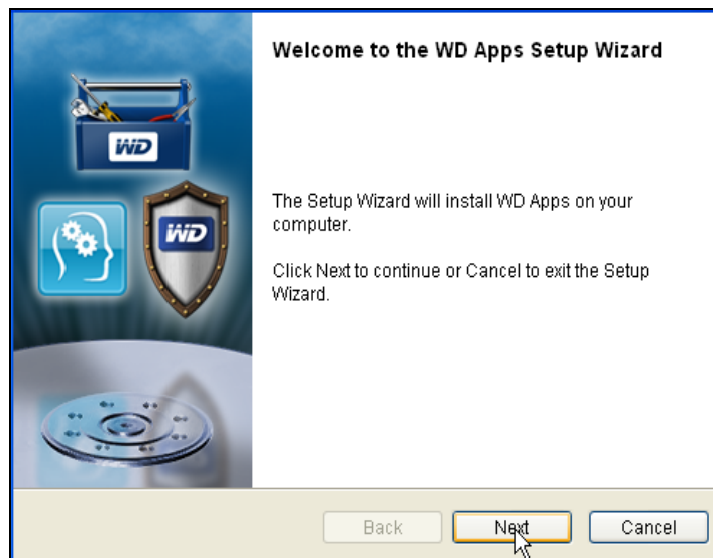 Welcome to the WD Apps Setup Wizard
WD
WD
The Setup Wizard will install WD Apps on your
computer.
Click Next to continue or Cancel to exit the Setup
Wizard.
Back
Next
Cancel